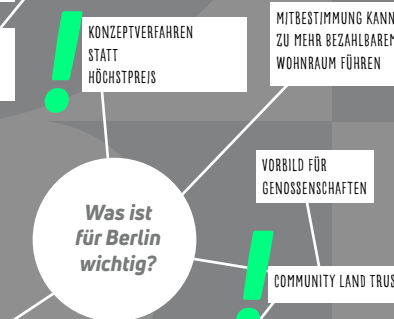 KONZEPTVERFAHREN
STATT
HÖCHSTPREIS
MITBESTIMMUNG KANN
ZU MEHR BEZAHLBAREM
WOHNRAUM FÜHREN
VORBILD FÜR
GENOSSENSCHAFTEN
Was ist
für Berlin
wichtig?
COMMUNITY LAND TRUS